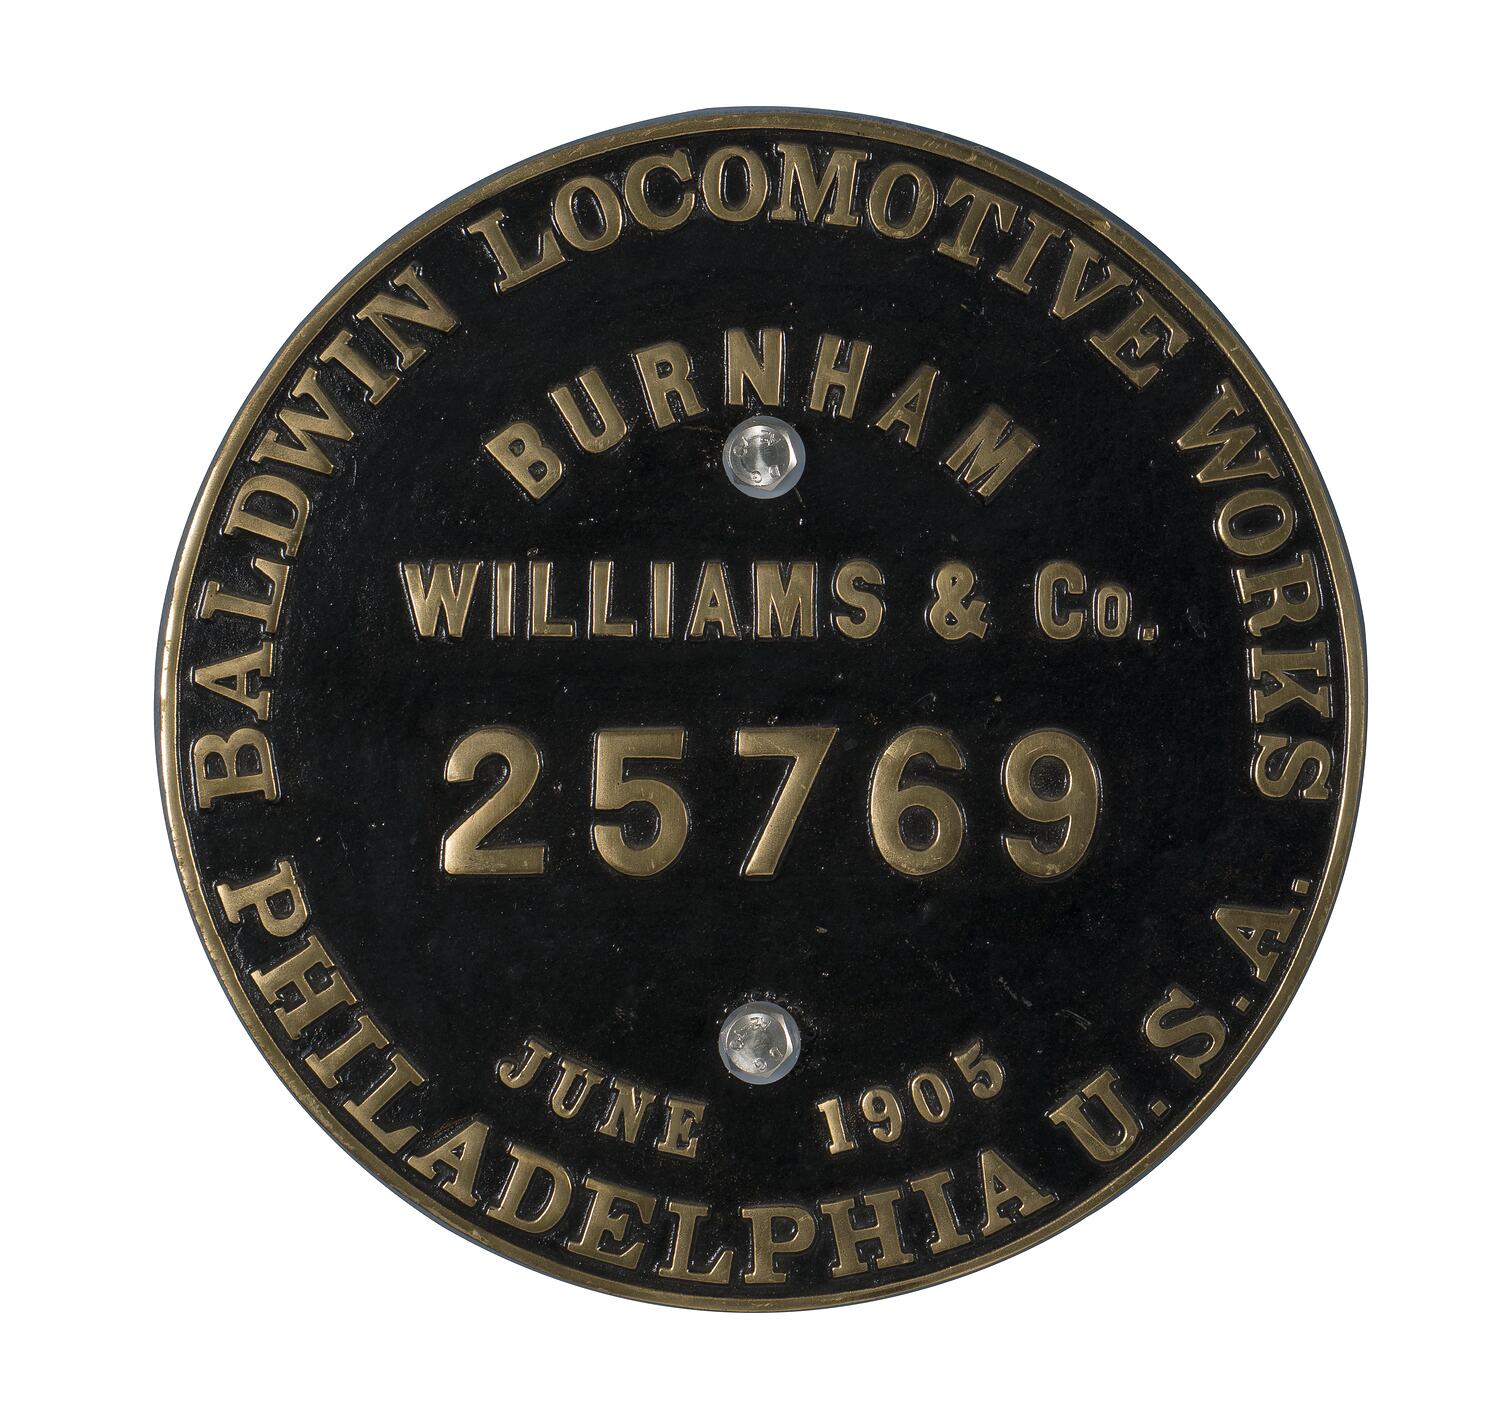 BALDWIN LOCOMOTIVE WORKS
BURNHAM
WILLIAMS & Co.
25769
JUNE 1905
PHILADELPHIA U.S.A.